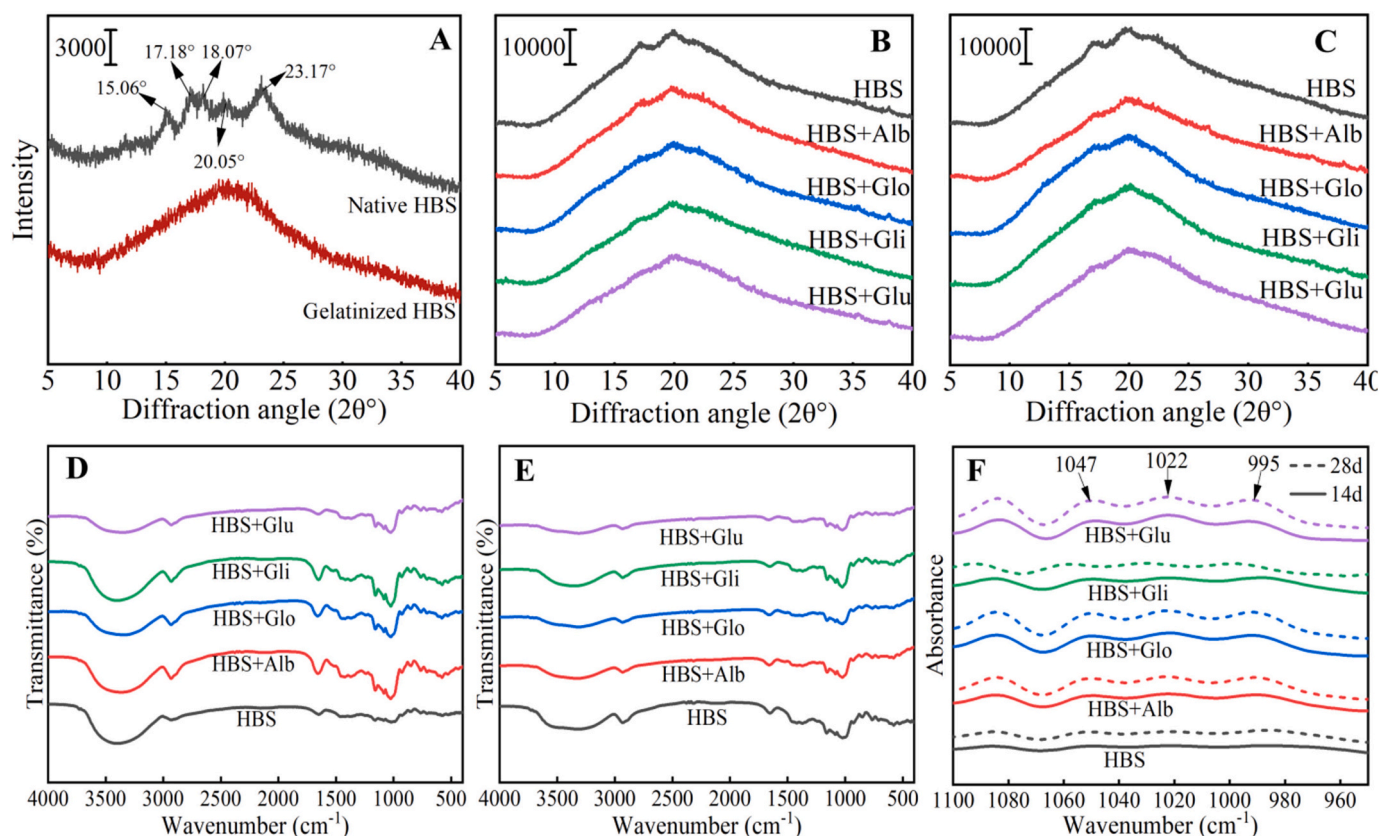 3000
A
17.18° 18.07°
23.17°
15.06°
20.05°
Native HBS
Gelatinized HBS
Intensity
5 10 15 20 25 30 35 40
Diffraction angle (2θ°)
10000
B
HBS
HBS+Alb
HBS+Glo
HBS+Gli
HBS+Glu
5 10 15 20 25 30 35 40
Diffraction angle (2θ°)
10000
C
HBS
HBS+Alb
HBS+Glo
HBS+Gli
HBS+Glu
5 10 15 20 25 30 35 40
Diffraction angle (2θ°)
D
HBS+Glu
HBS+Gli
HBS+Glo
HBS+Alb
HBS
Transmittance (%)
4000 3500 3000 2500 2000 1500 1000 500
Wavenumber (cm⁻¹)
E
HBS+Glu
HBS+Gli
HBS+Glo
HBS+Alb
HBS
Transmittance (%)
4000 3500 3000 2500 2000 1500 1000 500
Wavenumber (cm⁻¹)
F
1047 1022 995
28d
14d
HBS+Glu
HBS+Gli
HBS+Glo
HBS+Alb
HBS
Absorbance
1100 1080 1060 1040 1020 1000 980 960
Wavenumber (cm⁻¹)